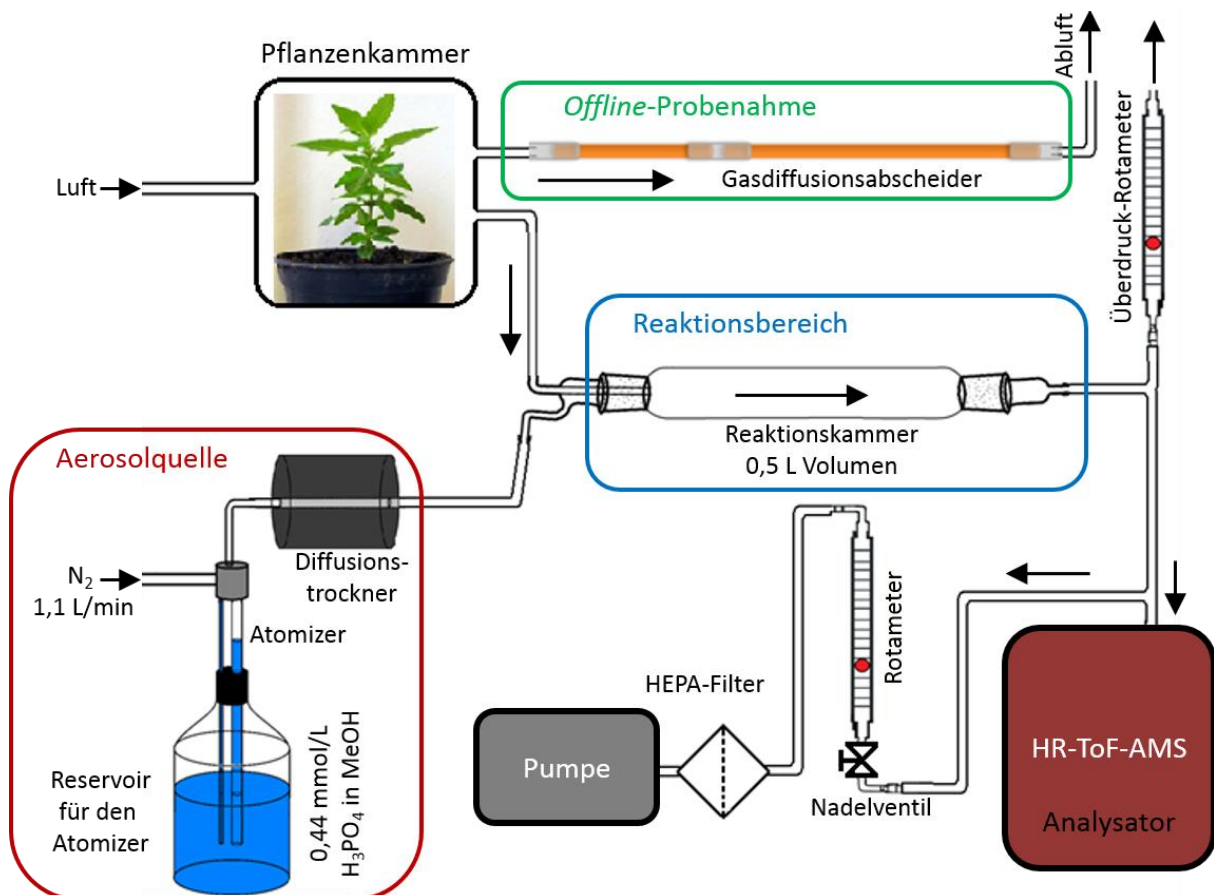 Pflanzenkammer
Luft
Offline-Probenahme
Gasdiffusionsabscheider
Abluft
Überdruck-Rotameter
Reaktionsbereich
Reaktionskammer
0,5 L Volumen
Aerosolquelle
Diffusions-
trockner
N₂
1,1 L/min
Atomizer
Reservoir
für den
Atomizer
0,44 mmol/L
H₃PO₄ in MeOH
Pumpe
HEPA-Filter
Rotameter
Nadelventil
HR-ToF-AMS
Analysator